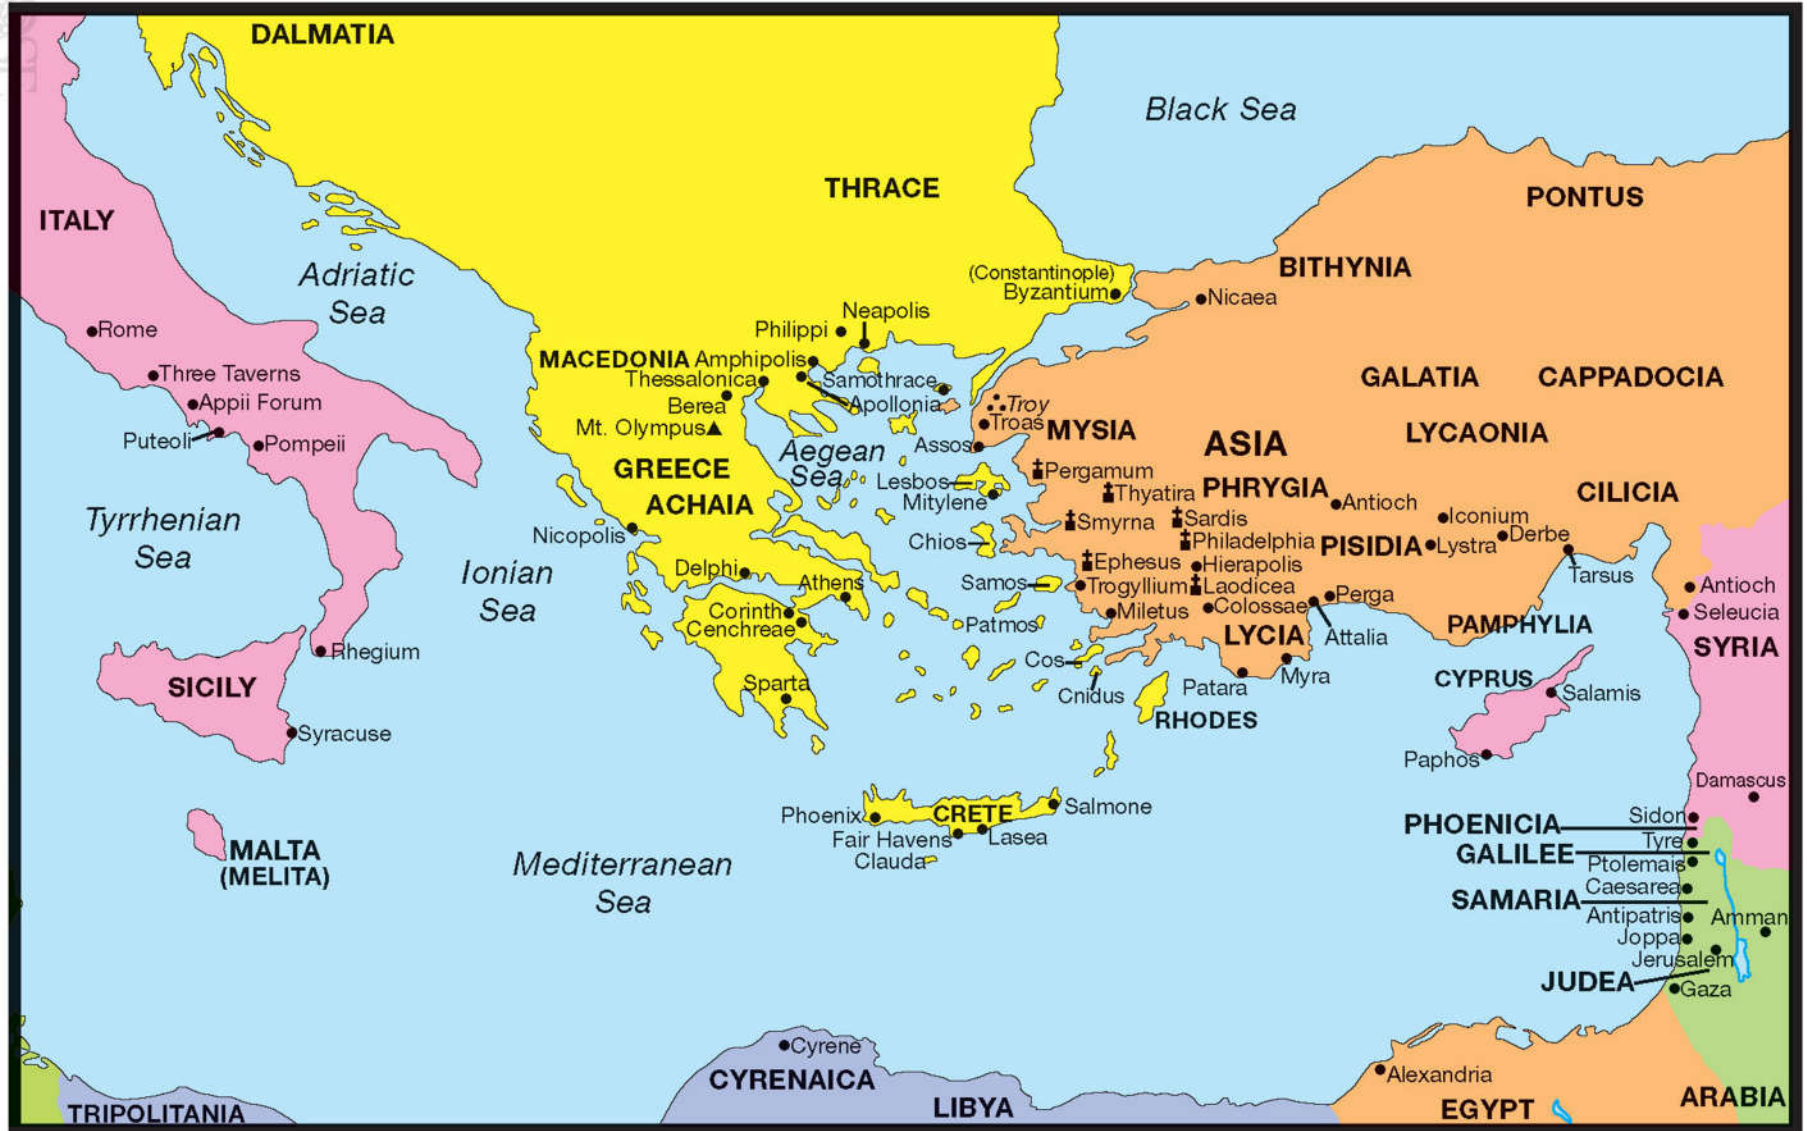 DALMATIA
Black Sea
THRACE
PONTUS
ITALY
Adriatic
Sea
BITHYNIA
(Constantinople)
Byzantium
Nicaea
Neapolis
Philippi
Rome
MACEDONIA
Amphipolis
Thessalonica
Samothrace
Three Taverns
GALATIA
CAPPADOCIA
Berea
Apollonia
Appii Forum
Troy
Troas
Mt. Olympus
MYSIA
ASIA
LYCAONIA
Puteoli
Pompeii
Aegean
Sea
Assos
GREECE
Pergamum
Lesbos
Mitylene
Thyatira
PHRYGIA
Antioch
CILICIA
ACHAIA
Tyrrhenian
Sea
Nicopolis
Smyrna
Sardis
Iconium
Derbe
Chios
Philadelphia
PISIDIA
Lystra
Ionian
Sea
Delphi
Athens
Ephesus
Hierapolis
Tarsus
Samos
Trogyllium
Laodicea
Antioch
Perga
Corinth
Cenchreae
Miletus
Colossae
Seleucia
Patmos
LYCIA
Attalia
PAMPHYLIA
SYRIA
Rhegium
Cos
Cnidus
Patara
Myra
CYPRUS
Salamis
SICILY
Sparta
RHODES
Syracuse
Paphos
Damascus
Phoenix
CRETE
Salmone
Fair Havens
Lasea
Clauda
Sidon
PHOENICIA
Tyre
GALILEE
Ptolemais
MALTA
(MELITA)
Mediterranean
Sea
Caesarea
SAMARIA
Antipatris
Amman
Joppa
Jerusalem
JUDEA
Gaza
Cyrene
CYRENAICA
Alexandria
TRIPOLITANIA
LIBYA
EGYPT
ARABIA